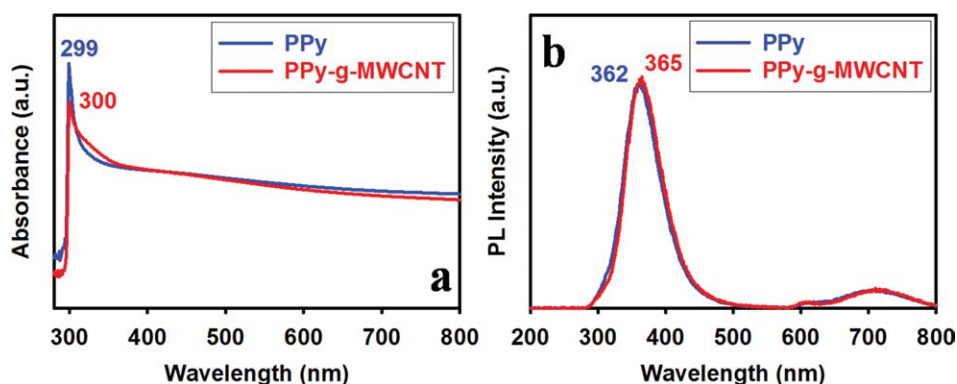 299
300
PPy
PPy-g-MWCNT
a
Absorbance (a.u.)
300 400 500 600 700 800
Wavelength (nm)
b
362
365
PPy
PPy-g-MWCNT
PL Intensity (a.u.)
200 300 400 500 600 700 800
Wavelength (nm)